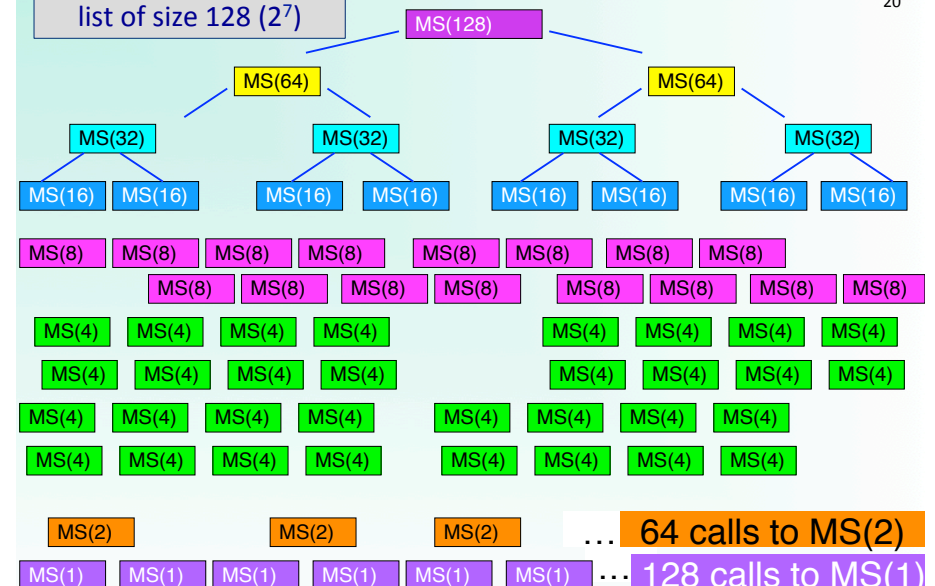 20
list of size 128 (2⁷)
MS(128)
MS(64) MS(64)
MS(32) MS(32) MS(32) MS(32)
MS(16) MS(16) MS(16) MS(16) MS(16) MS(16) MS(16) MS(16)
MS(8) MS(8) MS(8) MS(8) MS(8) MS(8) MS(8) MS(8)
MS(8) MS(8) MS(8) MS(8) MS(8) MS(8) MS(8) MS(8)
MS(4) MS(4) MS(4) MS(4) MS(4) MS(4) MS(4) MS(4)
MS(4) MS(4) MS(4) MS(4) MS(4) MS(4) MS(4) MS(4)
MS(4) MS(4) MS(4) MS(4) MS(4) MS(4) MS(4) MS(4)
MS(4) MS(4) MS(4) MS(4) MS(4) MS(4) MS(4) MS(4)
MS(2) MS(2) MS(2) … 64 calls to MS(2)
MS(1) MS(1) MS(1) MS(1) MS(1) MS(1) … 128 calls to MS(1)